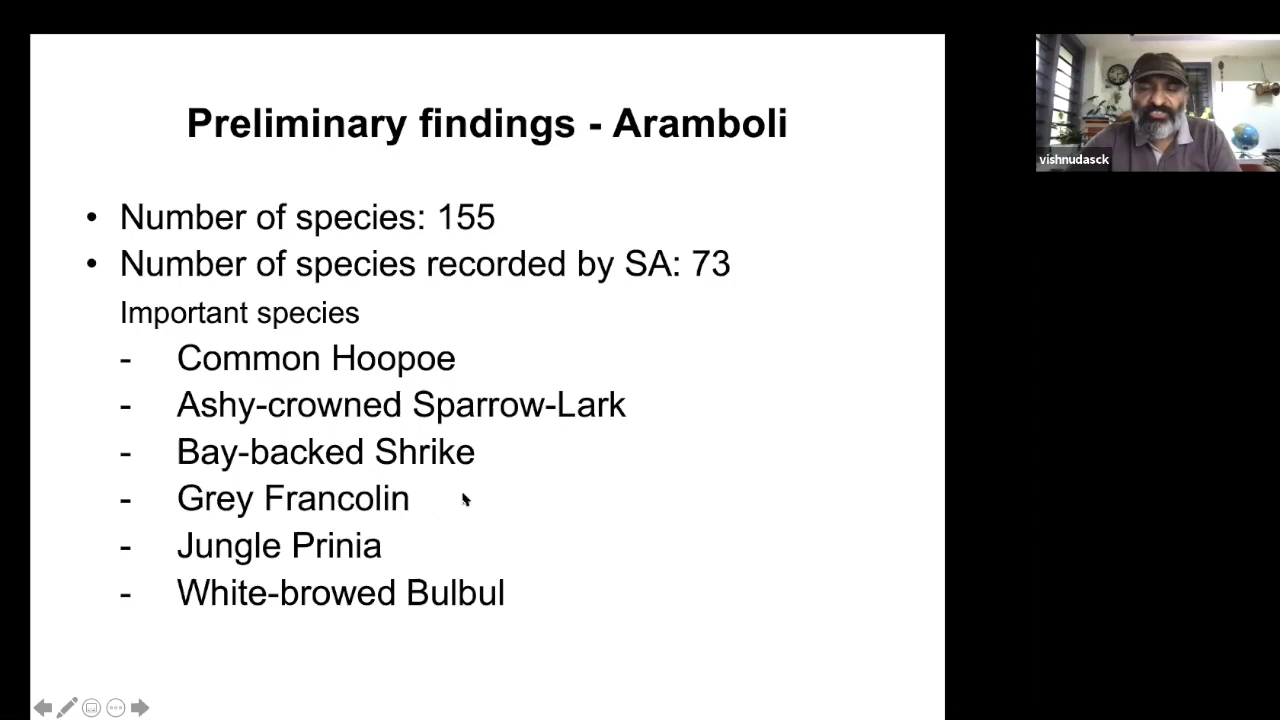 Preliminary findings - Aramboli
• Number of species: 155
• Number of species recorded by SA: 73
Important species
- Common Hoopoe
- Ashy-crowned Sparrow-Lark
- Bay-backed Shrike
- Grey Francolin
- Jungle Prinia
- White-browed Bulbul
vishnudasck